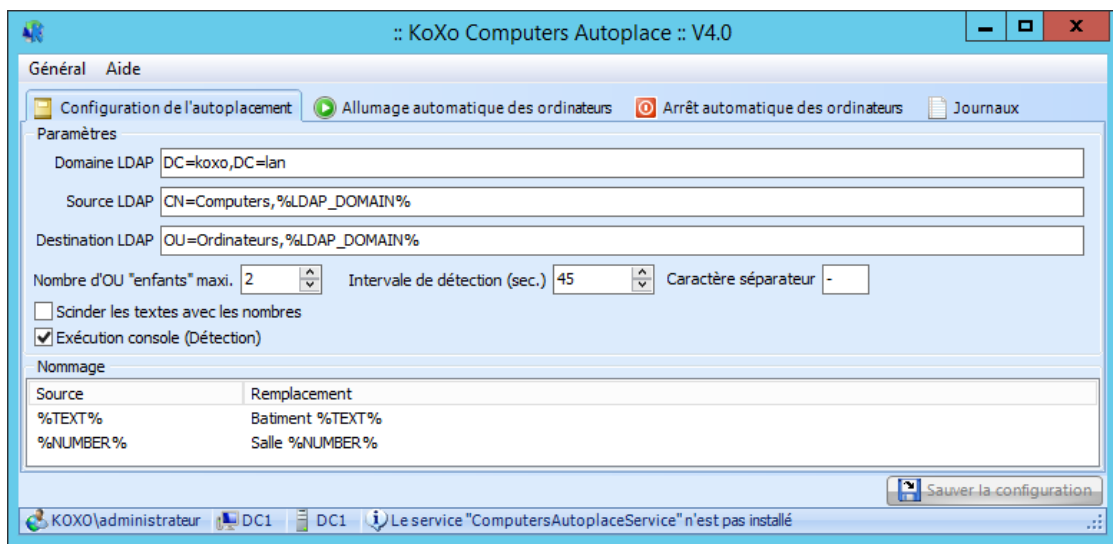 :: KoXo Computers Autoplace :: V4.0
Général Aide
Configuration de l'autoplacement Allumage automatique des ordinateurs Arrêt automatique des ordinateurs Journaux
Paramètres
Domaine LDAP DC=koxo,DC=lan
Source LDAP CN=Computers,%LDAP_DOMAIN%
Destination LDAP OU=Ordinateurs,%LDAP_DOMAIN%
Nombre d'OU "enfants" maxi. 2 Intervale de détection (sec.) 45 Caractère séparateur -
Scinder les textes avec les nombres
Exécution console (Détection)
Nommage
Source Remplacement
%TEXT% Batiment %TEXT%
%NUMBER% Salle %NUMBER%
Sauver la configuration
KOXO\administrateur DC1 DC1 Le service "ComputersAutoplaceService" n'est pas installé